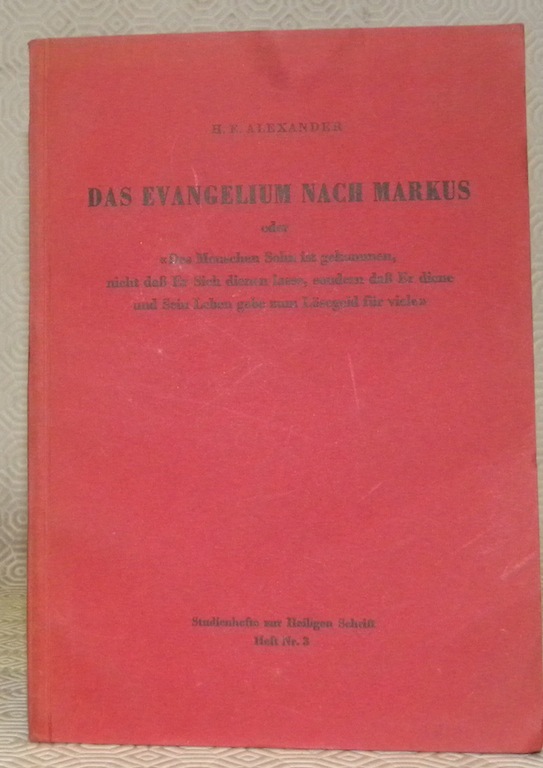 H. E. ALEXANDER
DAS EVANGELIUM NACH MARKUS
oder
«Des Menschen Sohn ist gekommen,
nicht daß Er Sich dienen lasse, sondern daß Er diene
und Sein Leben gebe zum Lösegeld für viele»
Studienhefte zur Heiligen Schrift
Heft Nr. 3